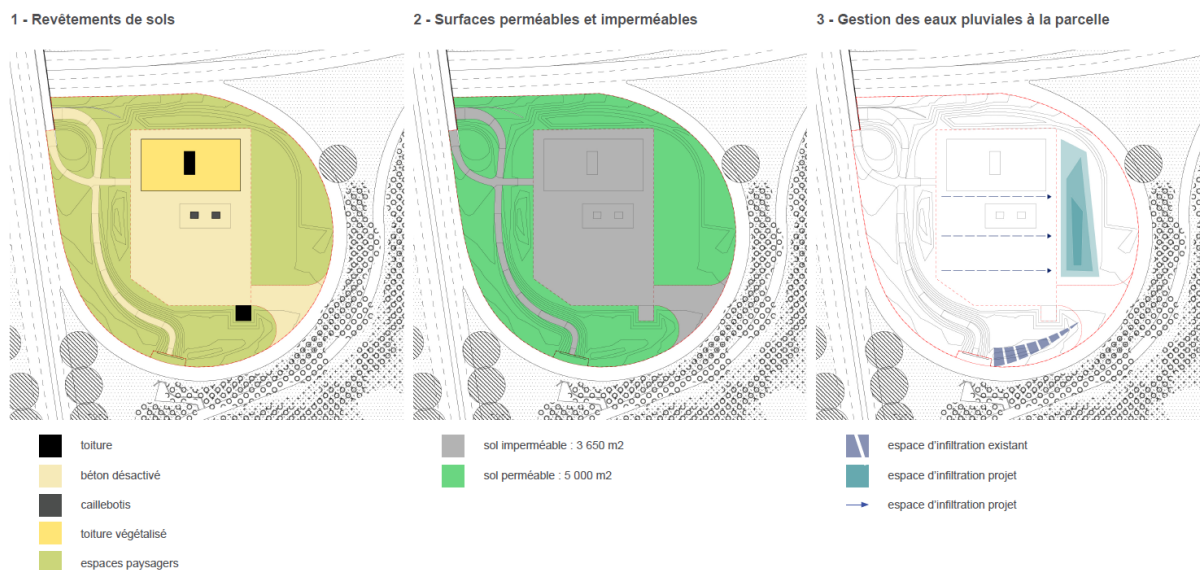 1 - Revêtements de sols
2 - Surfaces perméables et imperméables
3 - Gestion des eaux pluviales à la parcelle
toiture
béton désactivé
caillebotis
toiture végétalisé
espaces paysagers
sol imperméable : 3 650 m2
sol perméable : 5 000 m2
espace d'infiltration existant
espace d'infiltration projet
espace d'infiltration projet